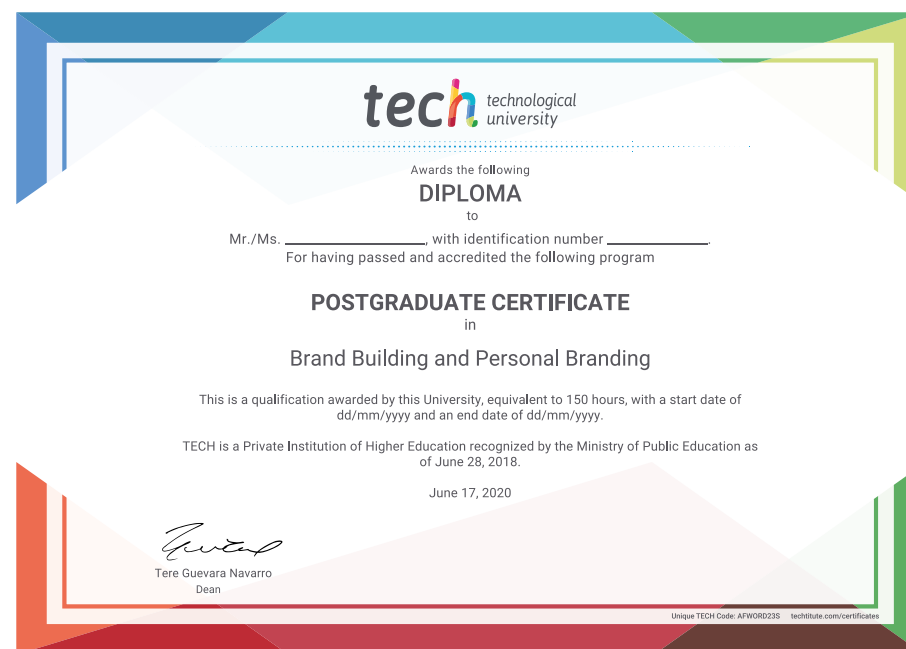 tech technological
university
Awards the following
DIPLOMA
to
Mr./Ms. ____________________, with identification number ______________.
For having passed and accredited the following program
POSTGRADUATE CERTIFICATE
in
Brand Building and Personal Branding
This is a qualification awarded by this University, equivalent to 150 hours, with a start date of
dd/mm/yyyy and an end date of dd/mm/yyyy.
TECH is a Private Institution of Higher Education recognized by the Ministry of Public Education as
of June 28, 2018.
June 17, 2020
Tere Guevara Navarro
Dean
Unique TECH Code: AFWORD23S techtitute.com/certificates